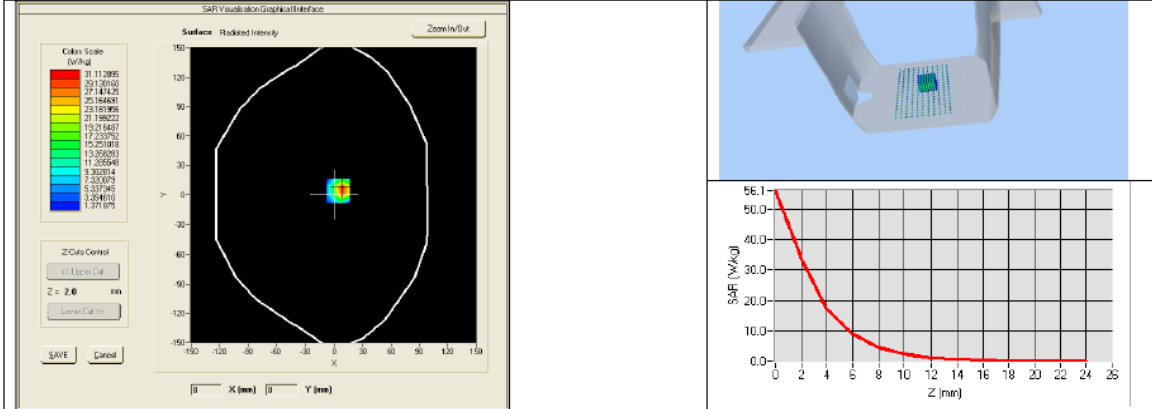 SAR Visualisation Graphical Interface
Surface Radiated Intensity
Zoom In/Out
Colors Scale
(W/kg)
31.112895
29.130160
27.147425
25.164691
23.181956
21.199222
19.216487
17.233752
15.251018
13.268283
11.285548
9.302814
7.320079
5.337345
3.354610
1.371875
Z-Cuts Control
<< Upper Cut
Z = 2.0 mm
Lower Cut >>
SAVE Cancel
150
120
90
60
30
0
-30
-60
-90
-120
-150
Y
-150 -120 -90 -60 -30 0 30 60 90 120 150
X
8 X (mm) 8 Y (mm)
56.1
50.0
40.0
30.0
20.0
10.0
0.0
SAR (W/kg)
0 2 4 6 8 10 12 14 16 18 20 22 24 26
Z (mm)